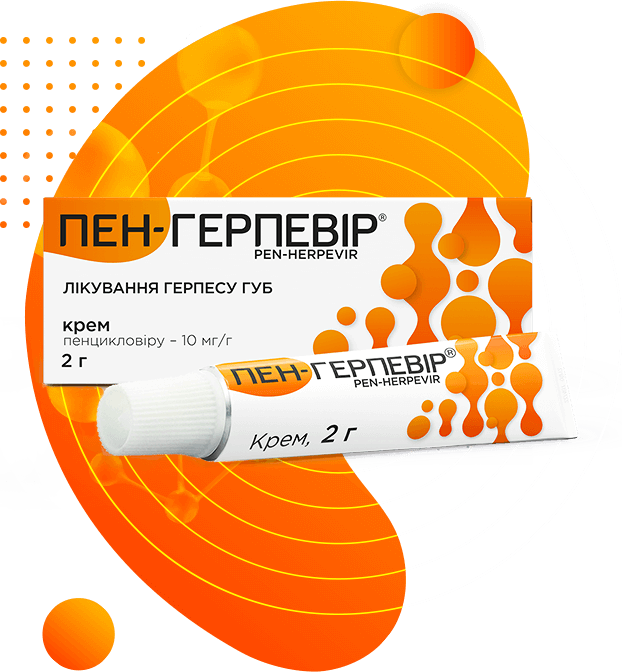 ПЕН-ГЕРПЕВІР®
PEN-HERPEVIR
ЛІКУВАННЯ ГЕРПЕСУ ГУБ
крем
пенцикловіру – 10 мг/г
2 г
ПЕН-ГЕРПЕВІР®
PEN-HERPEVIR
Крем, 2 г